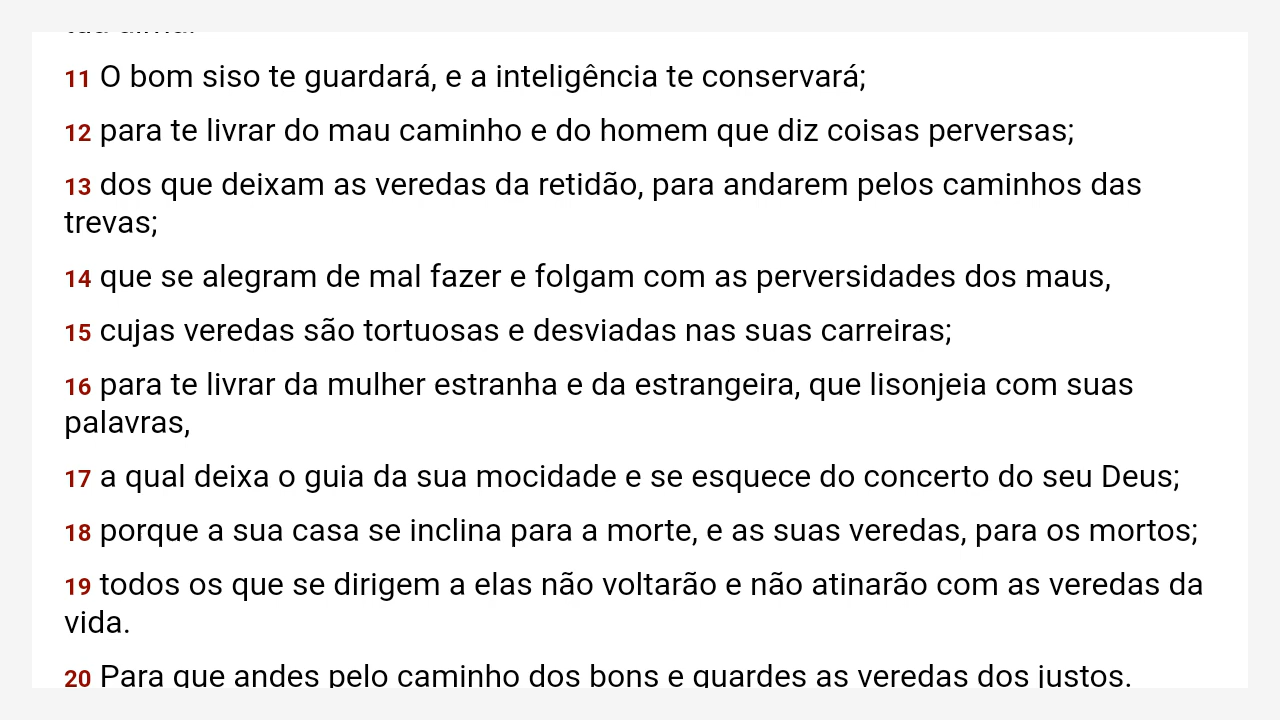 11 O bom siso te guardará, e a inteligência te conservará;
12 para te livrar do mau caminho e do homem que diz coisas perversas;
13 dos que deixam as veredas da retidão, para andarem pelos caminhos das
trevas;
14 que se alegram de mal fazer e folgam com as perversidades dos maus,
15 cujas veredas são tortuosas e desviadas nas suas carreiras;
16 para te livrar da mulher estranha e da estrangeira, que lisonjeia com suas
palavras,
17 a qual deixa o guia da sua mocidade e se esquece do concerto do seu Deus;
18 porque a sua casa se inclina para a morte, e as suas veredas, para os mortos;
19 todos os que se dirigem a elas não voltarão e não atinarão com as veredas da
vida.
20 Para que andes pelo caminho dos bons e guardes as veredas dos justos.